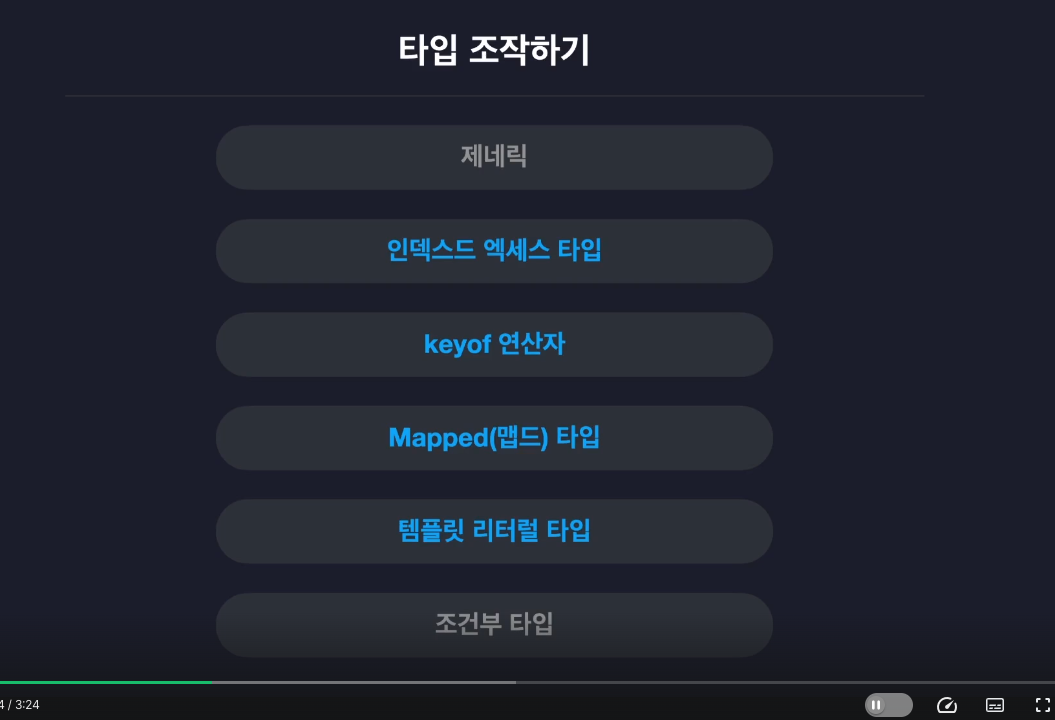 타입 조작하기
제네릭
인덱스드 엑세스 타입
keyof 연산자
Mapped(맵드) 타입
템플릿 리터럴 타입
조건부 타입
4 / 3:24